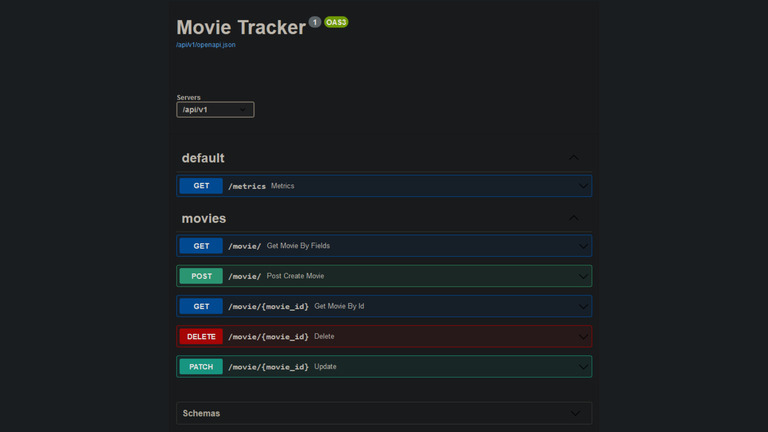 Movie Tracker 1 OAS3
/api/v1/openapi.json
Servers
/api/v1
default
GET /metrics Metrics
movies
GET /movie/ Get Movie By Fields
POST /movie/ Post Create Movie
GET /movie/{movie_id} Get Movie By Id
DELETE /movie/{movie_id} Delete
PATCH /movie/{movie_id} Update
Schemas